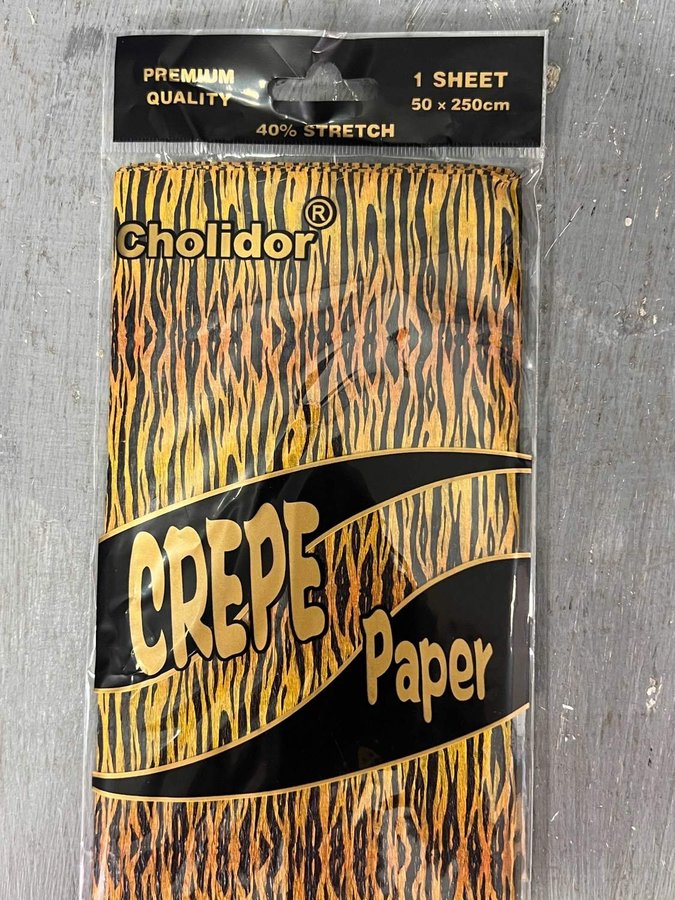 PREMIUM
QUALITY
1 SHEET
50 x 250cm
40% STRETCH
Cholidor®
CREPE
Paper